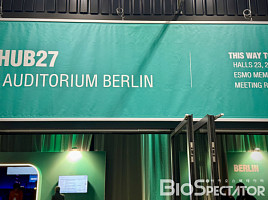 HUB27
AUDITORIUM BERLIN
THIS WAY T
HALLS 23, 2
ESMO MEM
MEETING R
BERLIN
BIOSPECTATOR